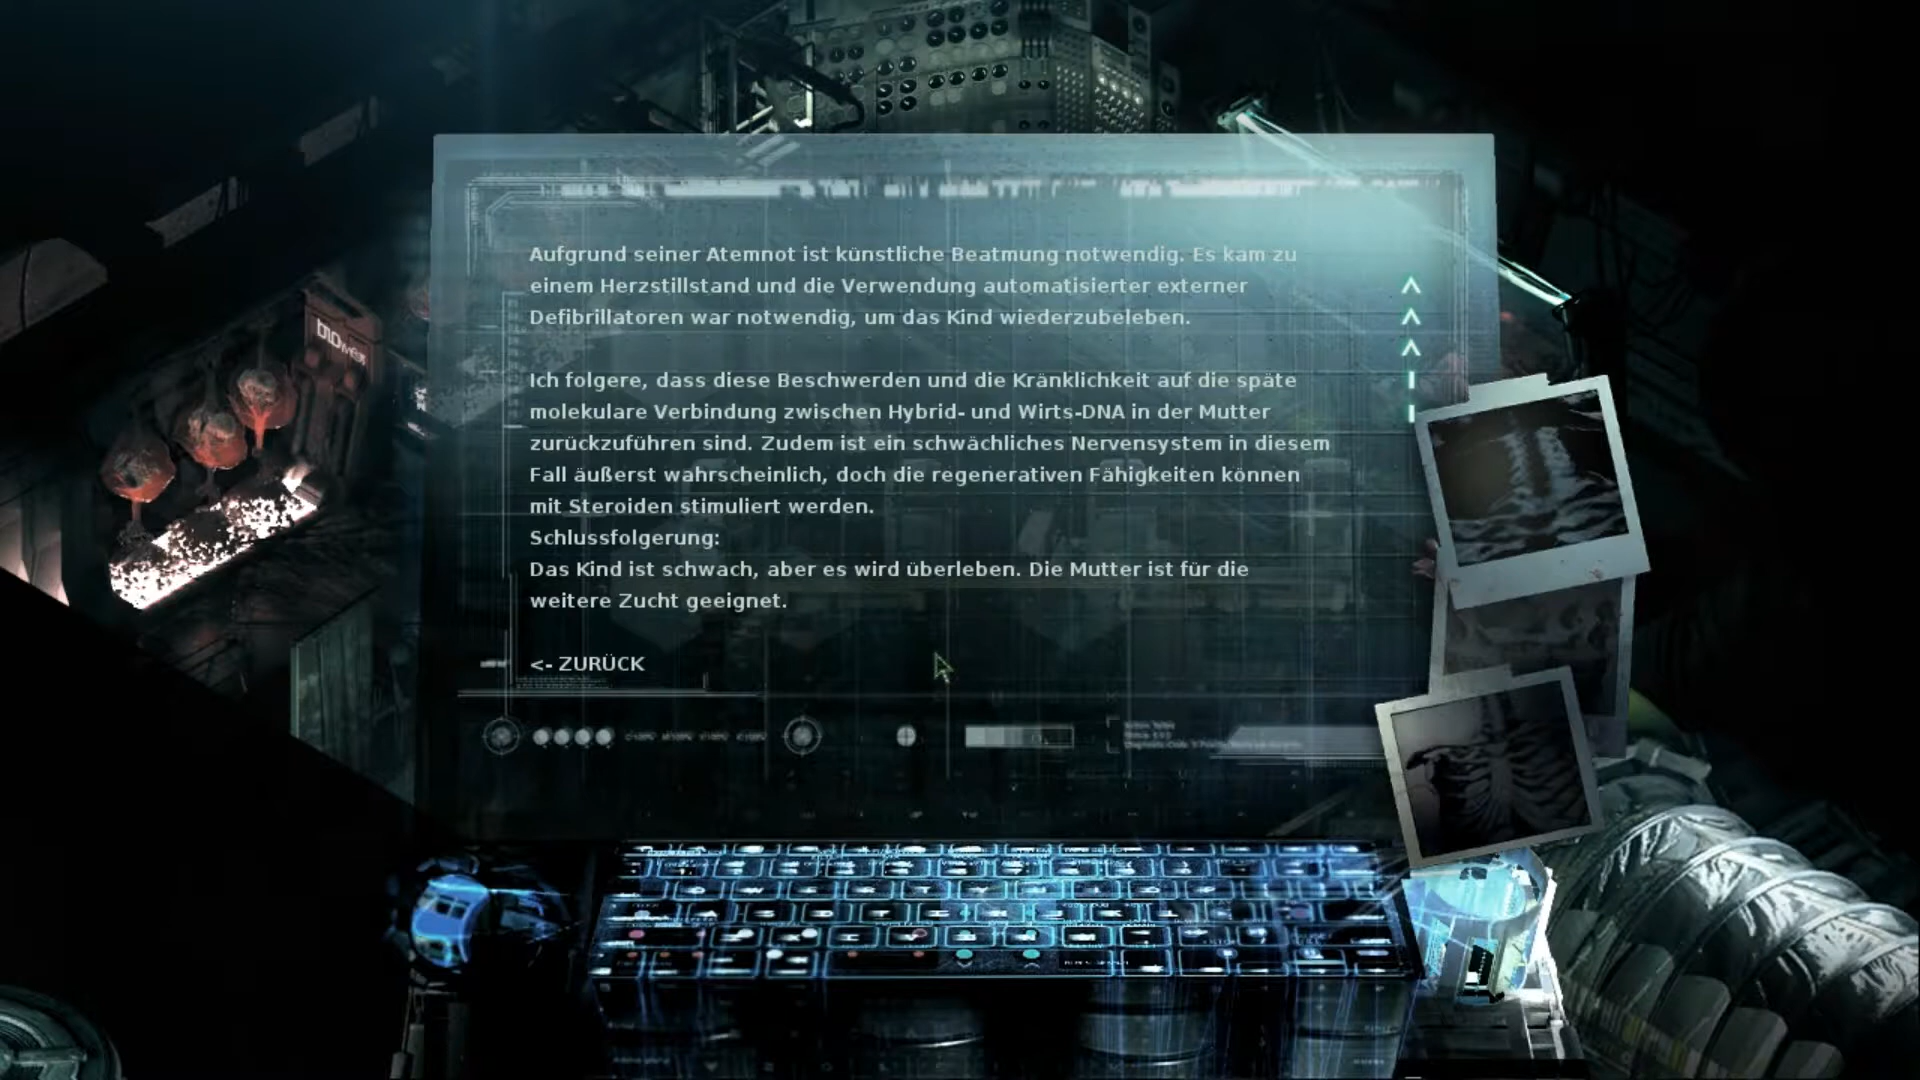 Aufgrund seiner Atemnot ist künstliche Beatmung notwendig. Es kam zu
einem Herzstillstand und die Verwendung automatisierter externer
Defibrillatoren war notwendig, um das Kind wiederzubeleben.
Ich folgere, dass diese Beschwerden und die Kränklichkeit auf die späte
molekulare Verbindung zwischen Hybrid- und Wirts-DNA in der Mutter
zurückzuführen sind. Zudem ist ein schwächliches Nervensystem in diesem
Fall äußerst wahrscheinlich, doch die regenerativen Fähigkeiten können
mit Steroiden stimuliert werden.
Schlussfolgerung:
Das Kind ist schwach, aber es wird überleben. Die Mutter ist für die
weitere Zucht geeignet.
<- ZURÜCK